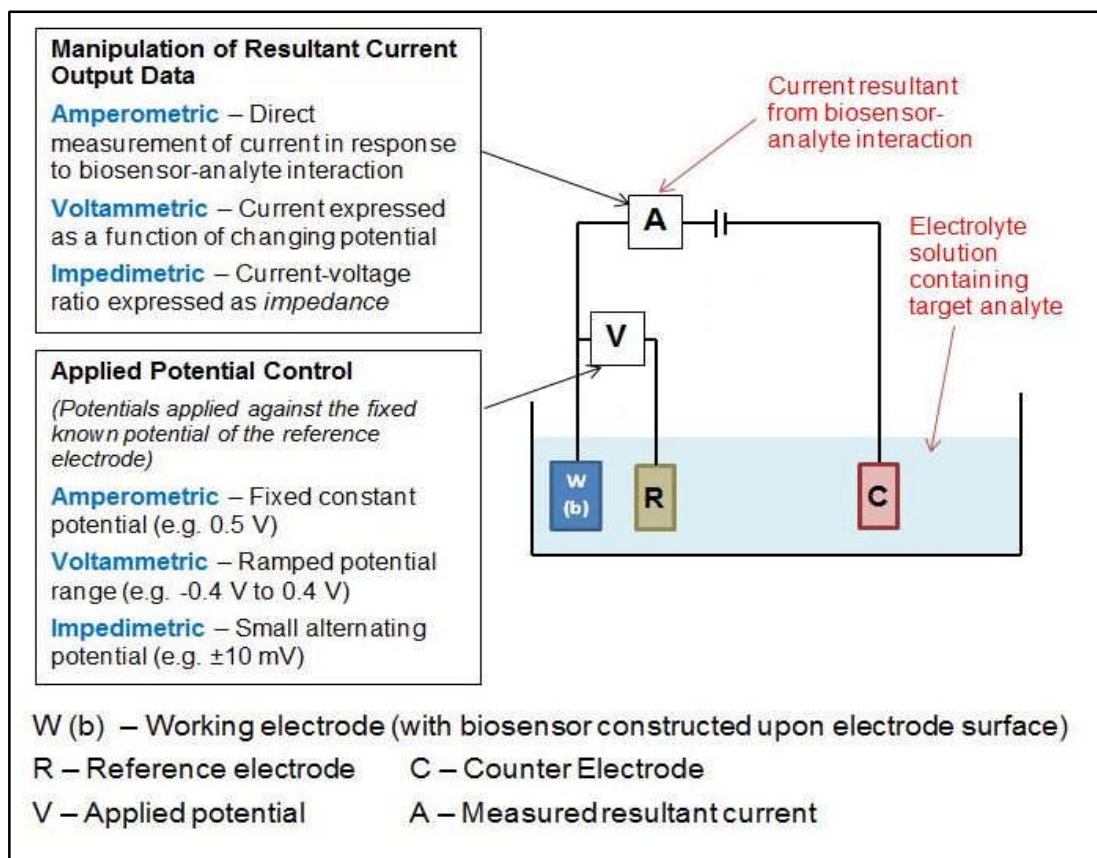 Manipulation of Resultant Current
Output Data
Amperometric – Direct
measurement of current in response
to biosensor-analyte interaction
Voltammetric – Current expressed
as a function of changing potential
Impedimetric – Current-voltage
ratio expressed as impedance
Applied Potential Control
(Potentials applied against the fixed
known potential of the reference
electrode)
Amperometric – Fixed constant
potential (e.g. 0.5 V)
Voltammetric – Ramped potential
range (e.g. -0.4 V to 0.4 V)
Impedimetric – Small alternating
potential (e.g. ±10 mV)
Current resultant
from biosensor-
analyte interaction
A
V
Electrolyte
solution
containing
target analyte
W
(b)
R
C
W (b) – Working electrode (with biosensor constructed upon electrode surface)
R – Reference electrode C – Counter Electrode
V – Applied potential A – Measured resultant current